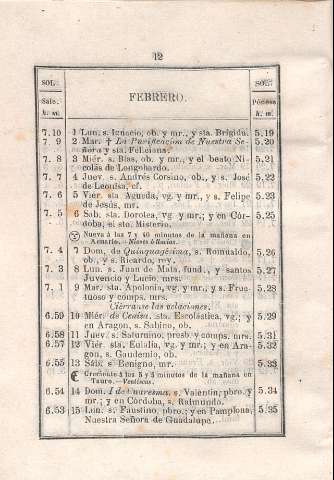 12
SOL. FEBRERO. SOL.
Sale. Pónese
h. m. h. m.
7.10 1 Lun. s. Ignacio, ob. y mr., y sta. Brígida. 5.19
7. 9 2 Mar. † La Purificacion de Nuestra Se- 5.20
ñora y sta. Feliciana.
7. 8 3 Miér. s. Blas, ob. y mr., y el beato Ni- 5.21
colás de Longobardo.
7. 7 4 Juev. s. Andrés Corsino, ob., y s. José 5.22
de Leonisa, cf.
7. 6 5 Vier. sta. Agueda, vg. y mr., y s. Felipe 5.23
de Jesús, mr.
7. 5 6 Sáb. sta. Dorotea, vg. y mr.; y en Cór- 5.25
doba, el sto. Misterio.
Nueva á las 7 y 40 minutos de la mañana en
Acuario.—Nieves ó lluvias.
7. 4 7 Dom. de Quinquagésima, s. Romualdo, 5.26
ob., y s. Ricardo, rey.
7. 3 8 Lun. s. Juan de Mata, fund., y santos 5.27
Juvencio y Lucio, mrs.
7. 1 9 Mar. sta. Apolonia, vg. y mr., y s. Fruc- 5.28
tuoso y comps. mrs.
Ciérranse las velaciones.
6.59 10 Miér. de Ceniza, sta. Escolástica, vg.; y 5.29
en Aragon, s. Sabino, ob.
6.58 11 Juev. s. Saturnino, presb. y comps. mrs. 5.31
6.57 12 Viér. sta. Eulalia, vg. y mr.; y en Ara- 5.32
gon, s. Gaudemio, ob.
6.55 13 Sáb. s. Benigno, mr. 5.33
Creciente á las 5 y 5 minutos de la mañana en
Tauro.—Ventiscas.
6.54 14 Dom. I de Cuaresma, s. Valentin, pbro. y 5.34
mr.; y en Córdoba, s. Raimundo.
6.53 15 Lún. s. Faustino, pbro.; y en Pamplona, 5.35
Nuestra Señora de Guadalupe.